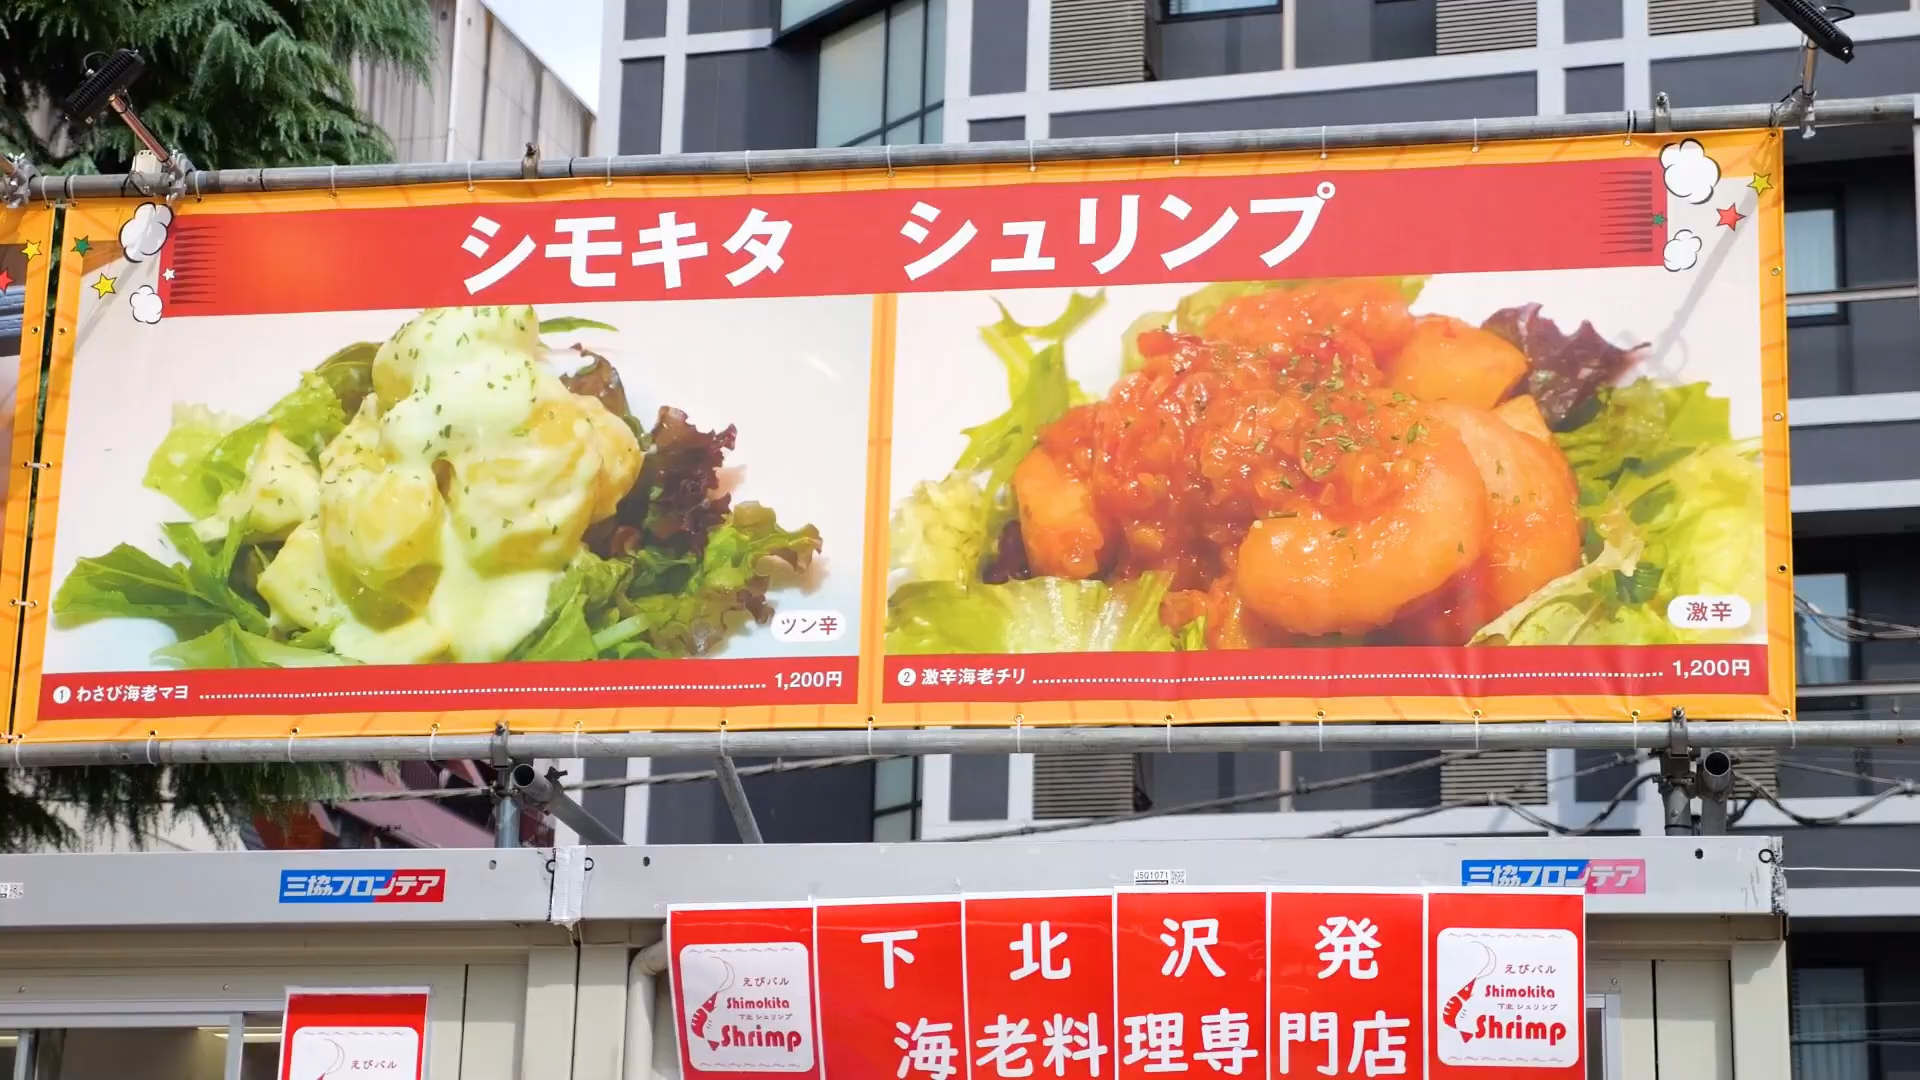 シモキタ シュリンプ
ツン辛
激辛
① わさび海老マヨ 1,200円
② 激辛海老チリ 1,200円
三協フロンテア
三協フロンテア
JSQ1071
下北沢発
海老料理専門店
えびバル
Shimokita
下北シュリンプ
Shrimp
えびバル
Shimokita
下北シュリンプ
Shrimp
えびバル